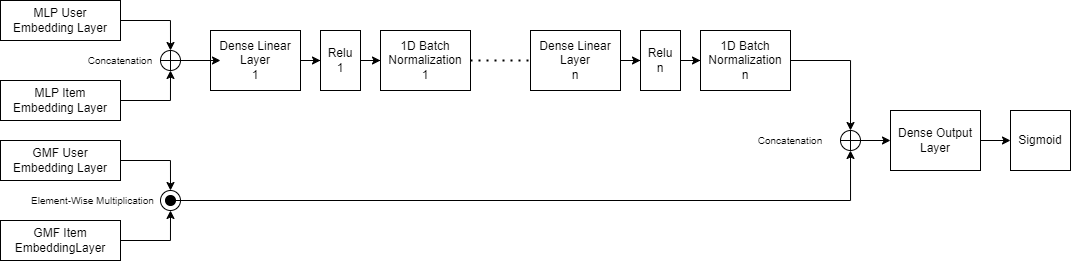 MLP User
Embedding Layer
Concatenation
MLP Item
Embedding Layer
Dense Linear
Layer
1
Relu
1
1D Batch
Normalization
1
Dense Linear
Layer
n
Relu
n
1D Batch
Normalization
n
GMF User
Embedding Layer
Element-Wise Multiplication
GMF Item
EmbeddingLayer
Concatenation
Dense Output
Layer
Sigmoid